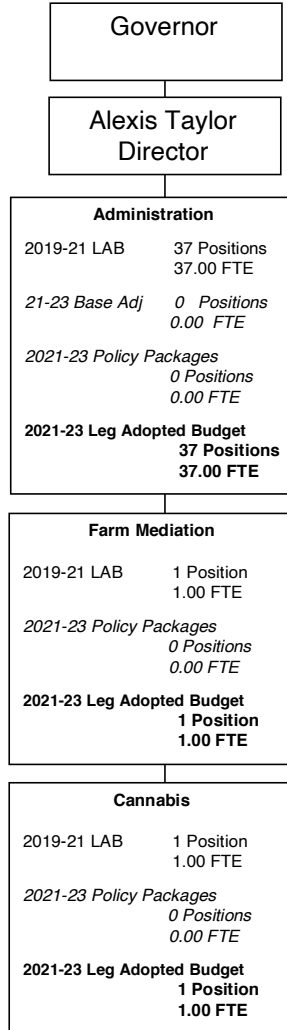 Governor
Alexis Taylor
Director
Administration
2019-21 LAB 37 Positions
37.00 FTE
21-23 Base Adj 0 Positions
0.00 FTE
2021-23 Policy Packages
0 Positions
0.00 FTE
2021-23 Leg Adopted Budget
37 Positions
37.00 FTE
Farm Mediation
2019-21 LAB 1 Position
1.00 FTE
2021-23 Policy Packages
0 Positions
0.00 FTE
2021-23 Leg Adopted Budget
1 Position
1.00 FTE
Cannabis
2019-21 LAB 1 Position
1.00 FTE
2021-23 Policy Packages
0 Positions
0.00 FTE
2021-23 Leg Adopted Budget
1 Position
1.00 FTE